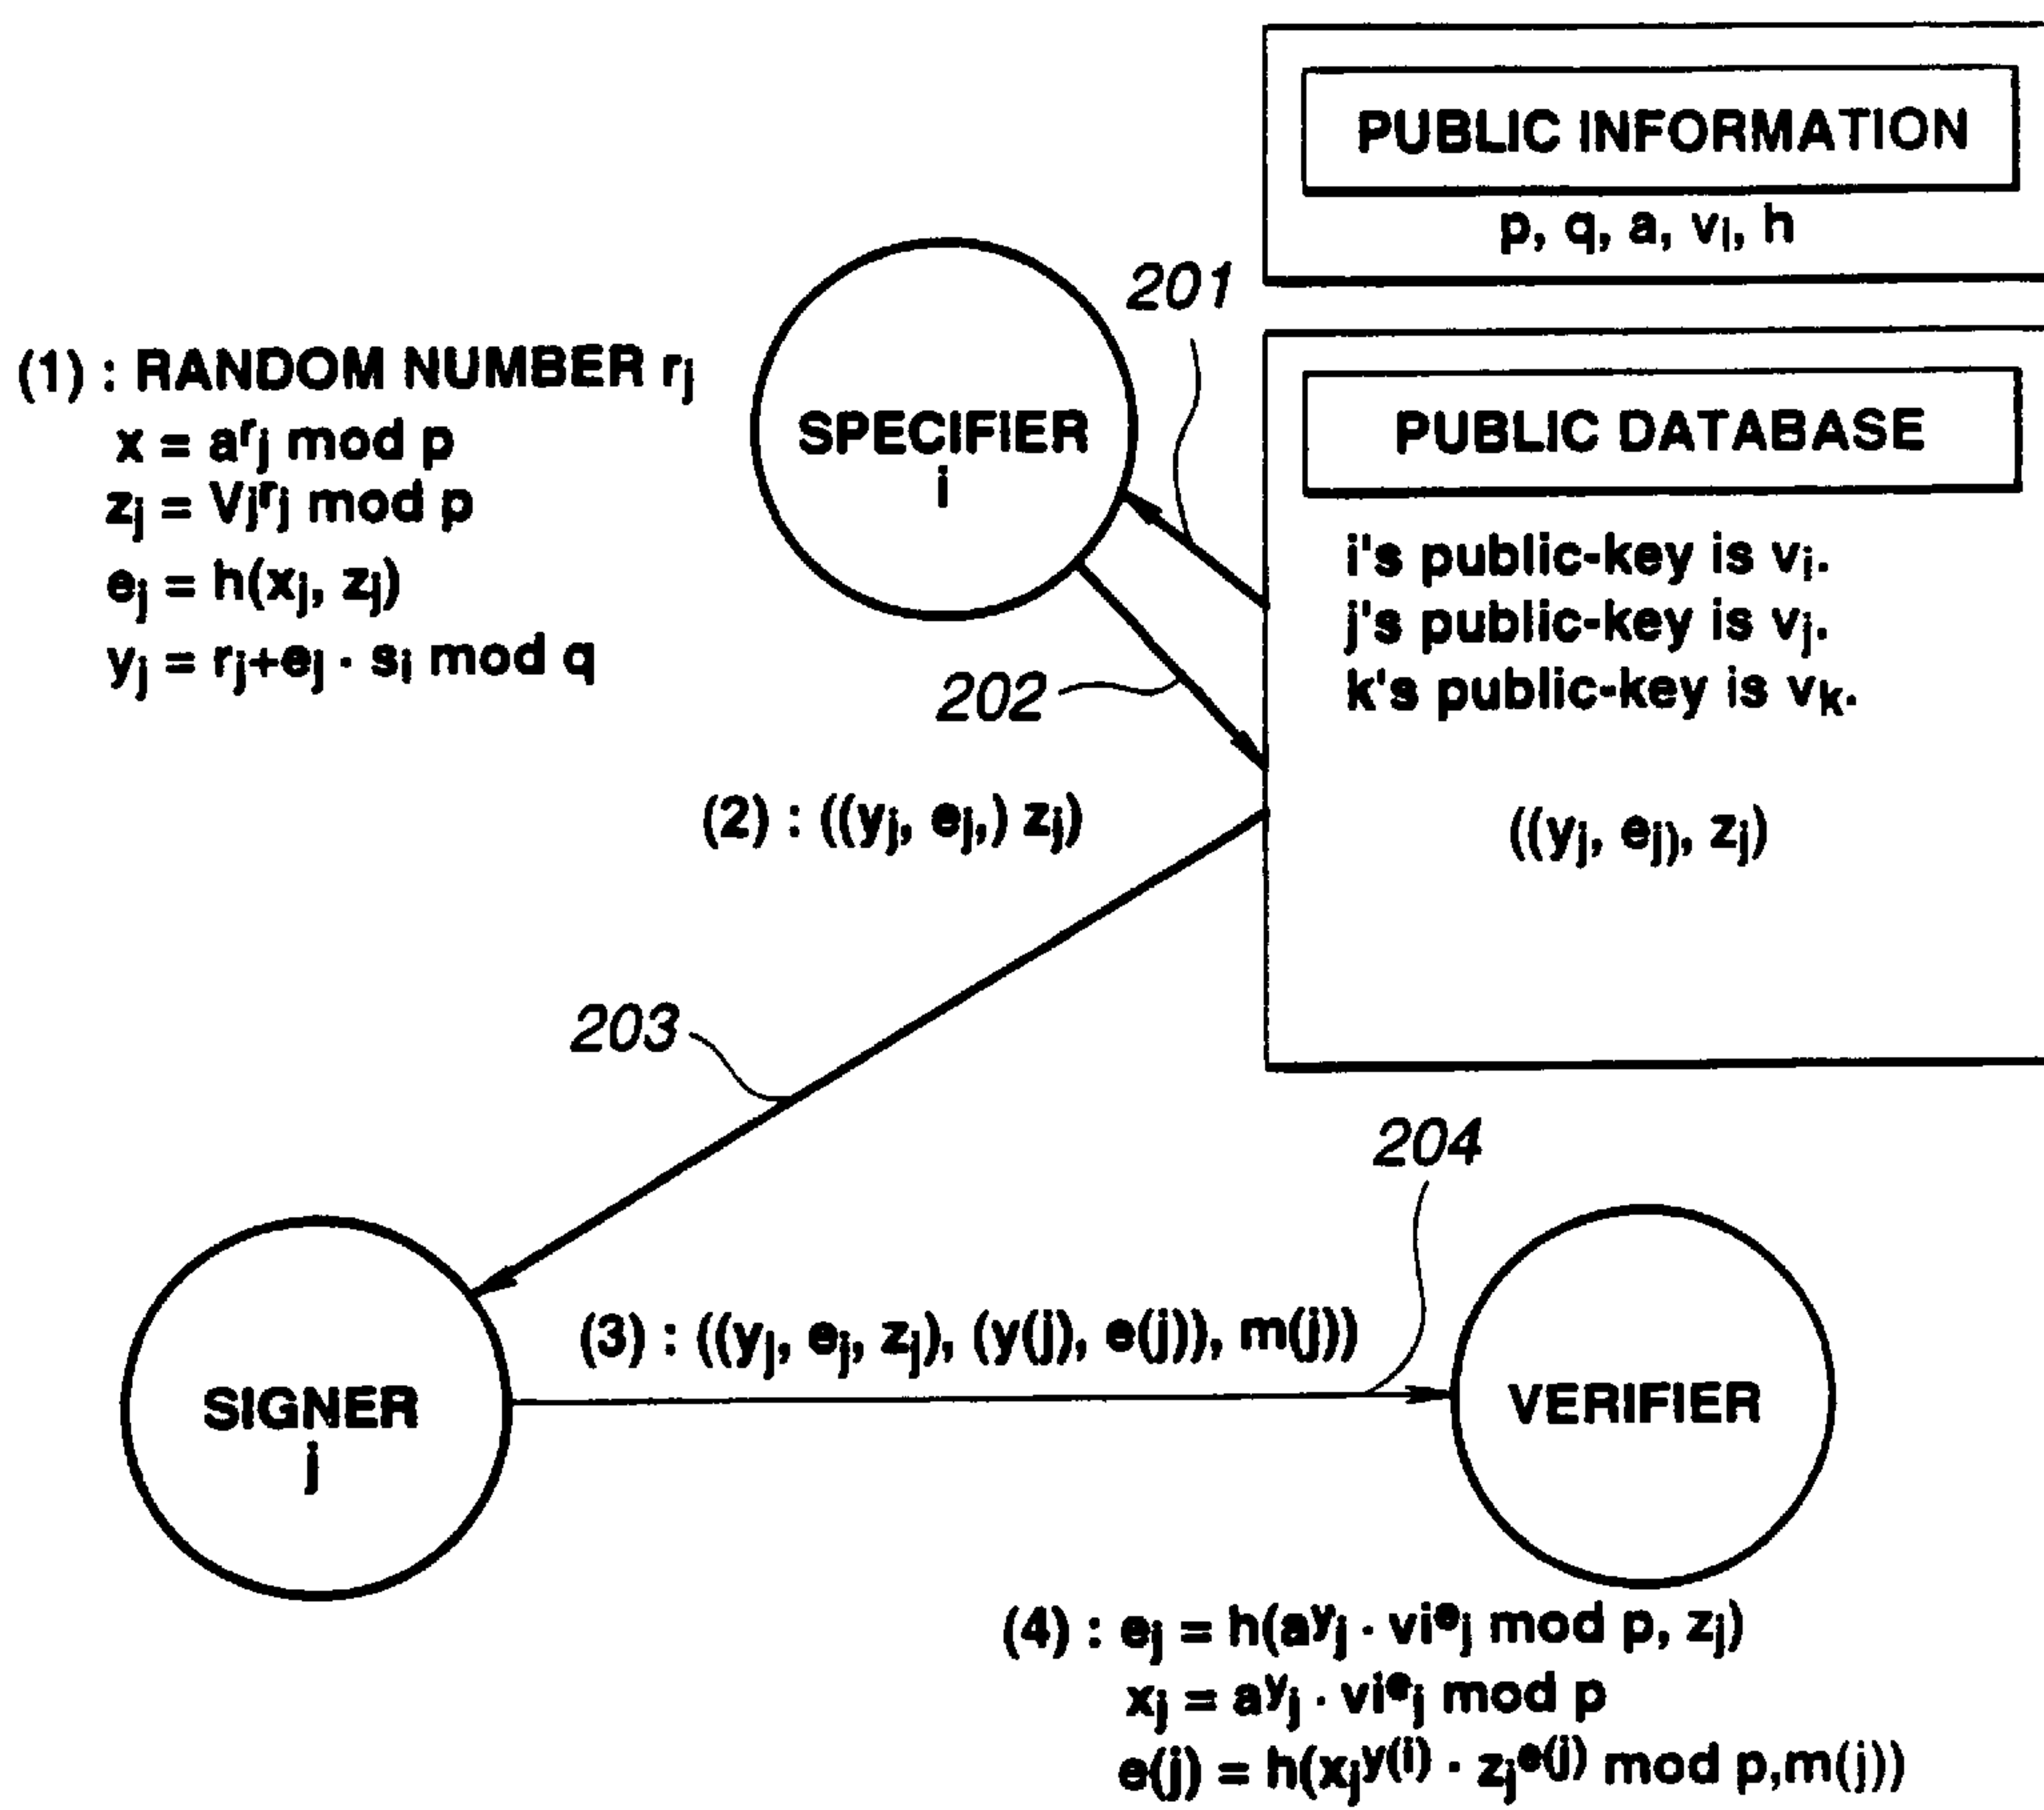 PUBLIC INFORMATION
p, q, a, vᵢ, h
201
(1) : RANDOM NUMBER rⱼ
x = aʳⱼ mod p
zⱼ = Vⱼʳⱼ mod p
eⱼ = h(xⱼ, zⱼ)
yⱼ = rⱼ+eⱼ · sᵢ mod q
SPECIFIER
i
PUBLIC DATABASE
i's public-key is vᵢ.
j's public-key is vⱼ.
k's public-key is vₖ.
202
(2) : ((yⱼ, eⱼ,) zⱼ)
((yⱼ, eⱼ), zⱼ)
203
204
(3) : ((yⱼ, eⱼ, zⱼ), (y(j), e(j)), m(j))
SIGNER
j
VERIFIER
(4) : eⱼ = h(aʸⱼ · viᵉⱼ mod p, zⱼ)
xⱼ = aʸⱼ · viᵉⱼ mod p
e(j) = h(xⱼʸ⁽ⁱ⁾ · zⱼᵉ⁽ʲ⁾ mod p,m(j))